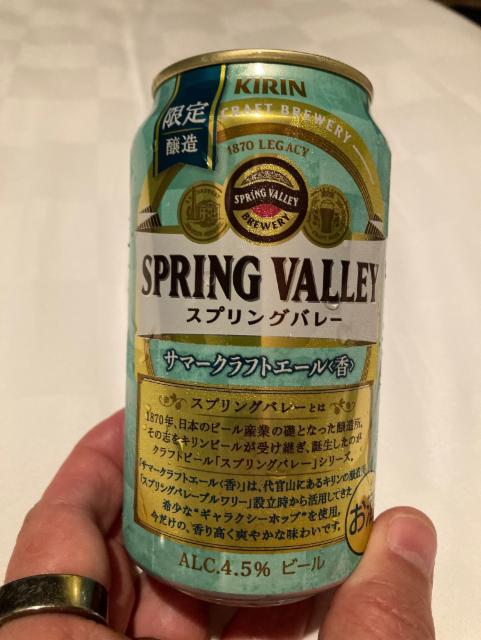 KIRIN
限定
醸造
CRAFT BREWERY
1870 LEGACY
SPRING VALLEY
BREWERY
SPRING VALLEY
スプリングバレー
サマークラフトエール〈香〉
スプリングバレーとは
1870年、日本のビール産業の礎となった醸造所。
その志をキリンビールが受け継ぎ、誕生したのが
クラフトビール「スプリングバレー」シリーズ。
「サマークラフトエール〈香〉」は、代官山にあるキリンの醸造所
「スプリングバレーブルワリー」設立時から活用してきた
希少な“ギャラクシーホップ”を使用。
今だけの、香り高く爽やかな味わいです。
お
ALC.4.5% ビール